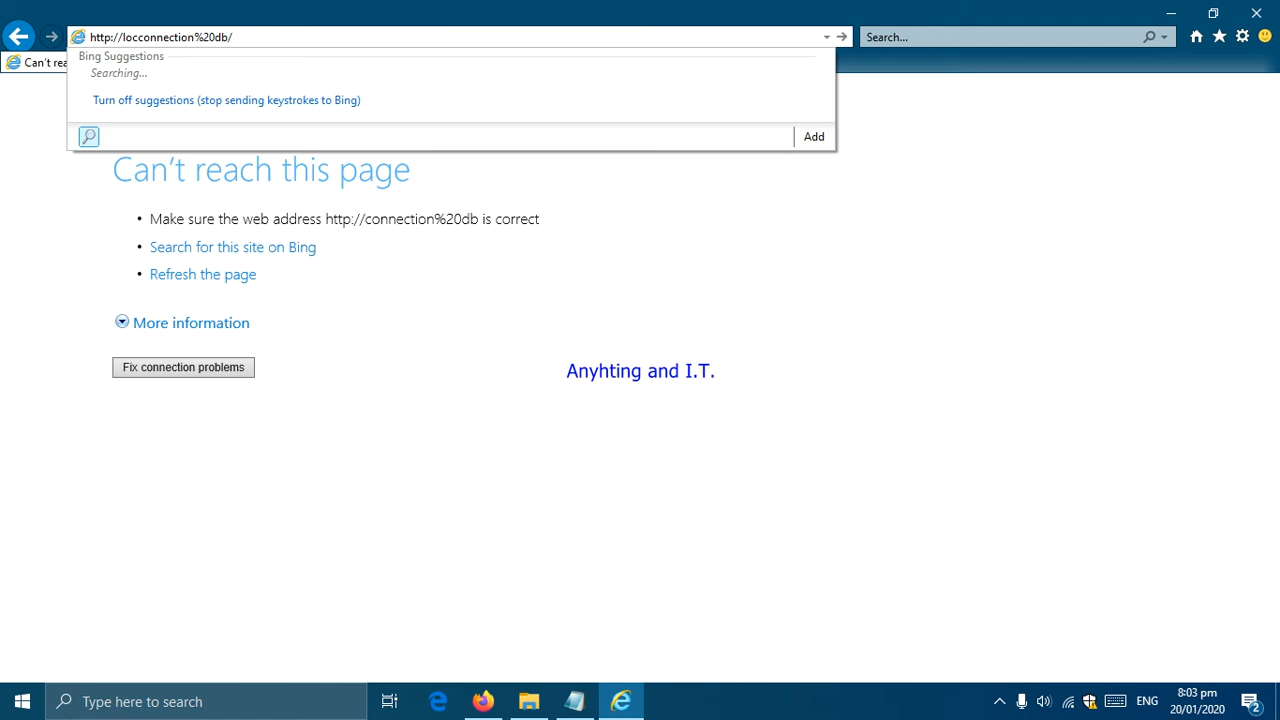 http://locconnection%20db/
Search...
Can't rea
Bing Suggestions
Searching...
Turn off suggestions (stop sending keystrokes to Bing)
Add
Can't reach this page
• Make sure the web address http://connection%20db is correct
• Search for this site on Bing
• Refresh the page
More information
Fix connection problems
Anyhting and I.T.
Type here to search
ENG
8:03 pm
20/01/2020
2